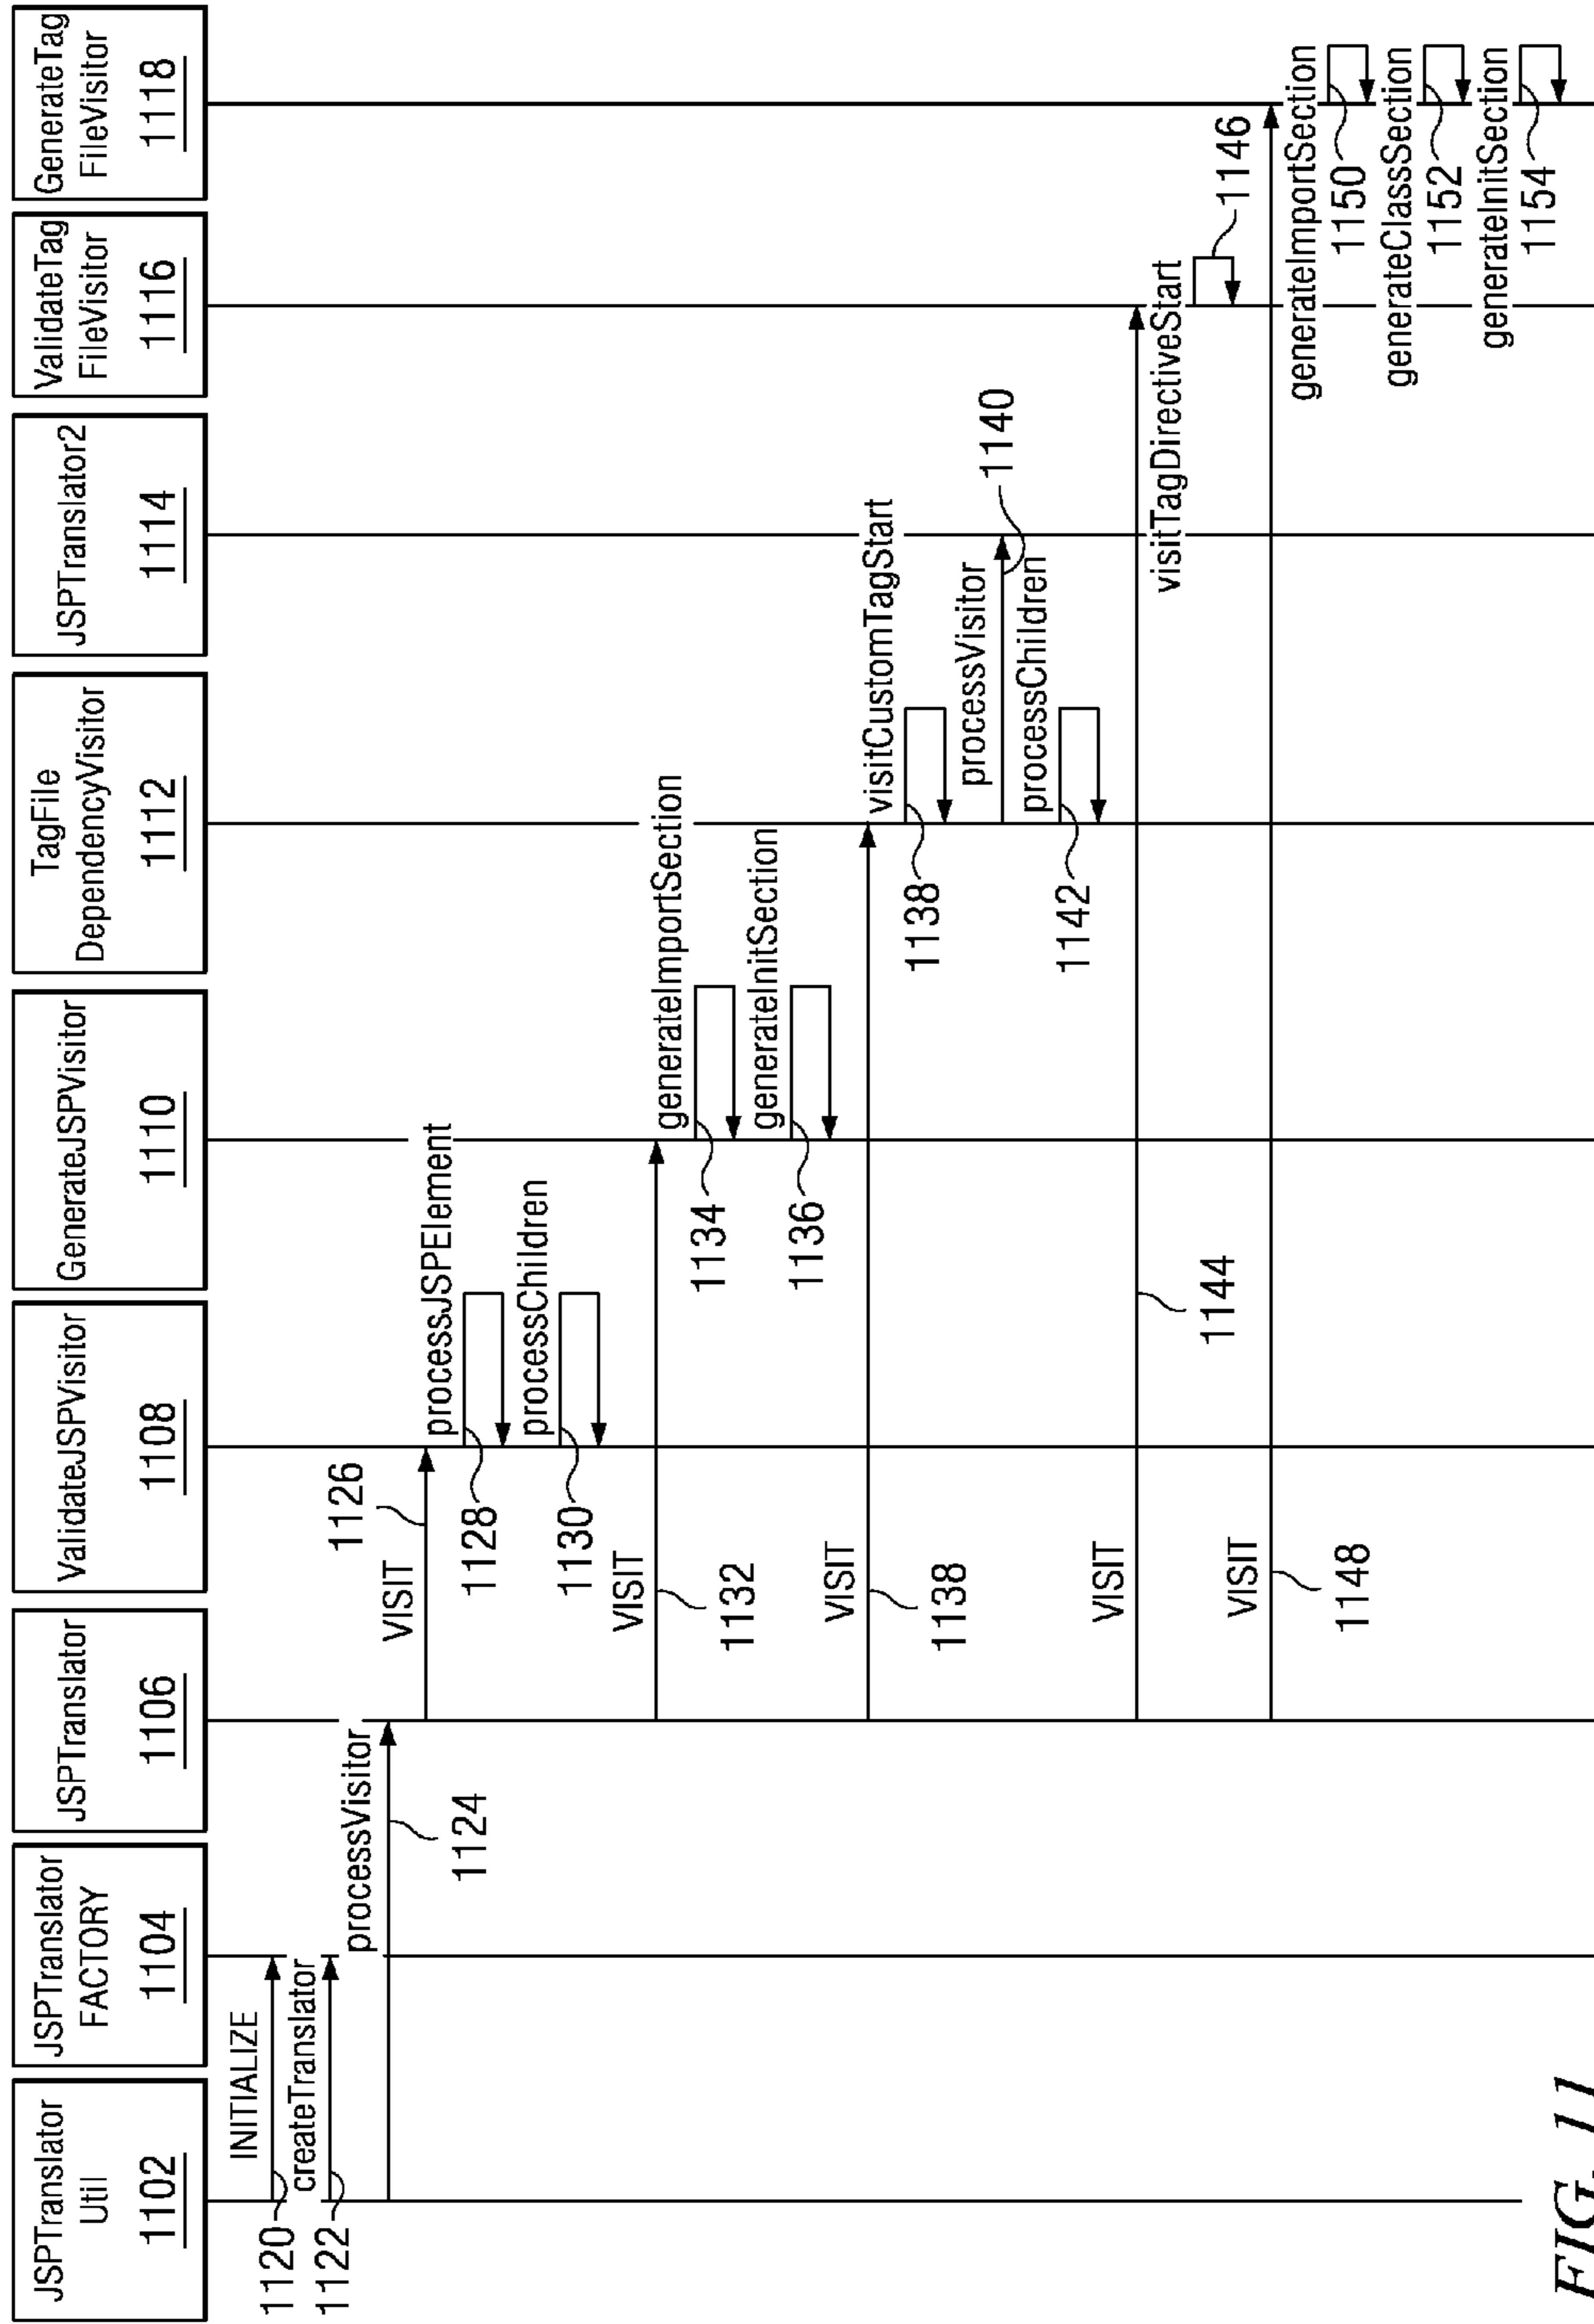 JSPTranslator
Util
1102
JSPTranslator
FACTORY
1104
JSPTranslator
1106
ValidateJSPVisitor
1108
GenerateJSPVisitor
1110
TagFile
DependencyVisitor
1112
JSPTranslator2
1114
ValidateTag
FileVisitor
1116
GenerateTag
FileVisitor
1118
INITIALIZE
1120
createTranslator
1122
processVisitor
1124
VISIT
1126
processJSPElement
1128
processChildren
1130
VISIT
1132
generateImportSection
1134
generateInitSection
1136
VISIT
1138
visitCustomTagStart
1138
processVisitor
1140
processChildren
1142
VISIT
1144
visitTagDirectiveStart
1146
VISIT
1148
generateImportSection
1150
generateClassSection
1152
generateInitSection
1154
FIG. 11